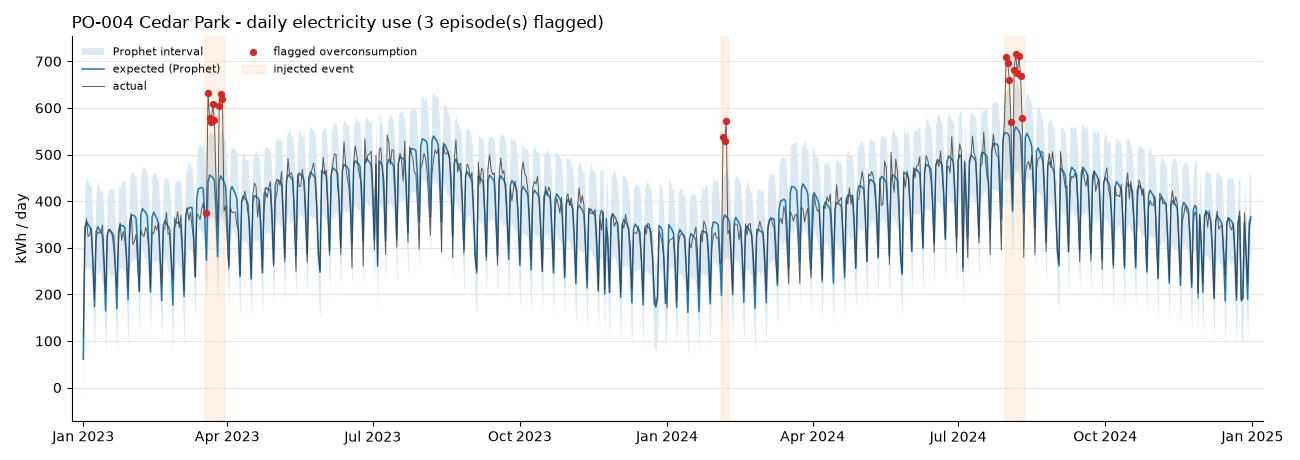 PO-004 Cedar Park - daily electricity use (3 episode(s) flagged)
Prophet interval
expected (Prophet)
actual
flagged overconsumption
injected event
kWh / day
700
600
500
400
300
200
100
0
Jan 2023
Apr 2023
Jul 2023
Oct 2023
Jan 2024
Apr 2024
Jul 2024
Oct 2024
Jan 2025